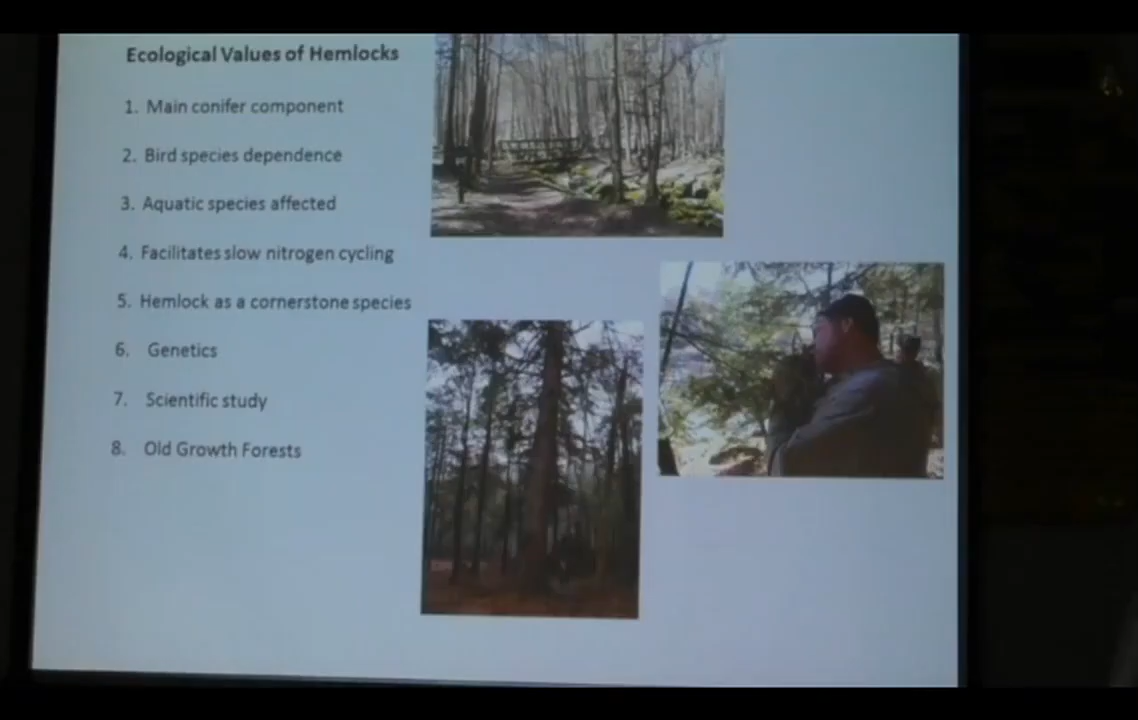 Ecological Values of Hemlocks
1. Main conifer component
2. Bird species dependence
3. Aquatic species affected
4. Facilitates slow nitrogen cycling
5. Hemlock as a cornerstone species
6. Genetics
7. Scientific study
8. Old Growth Forests